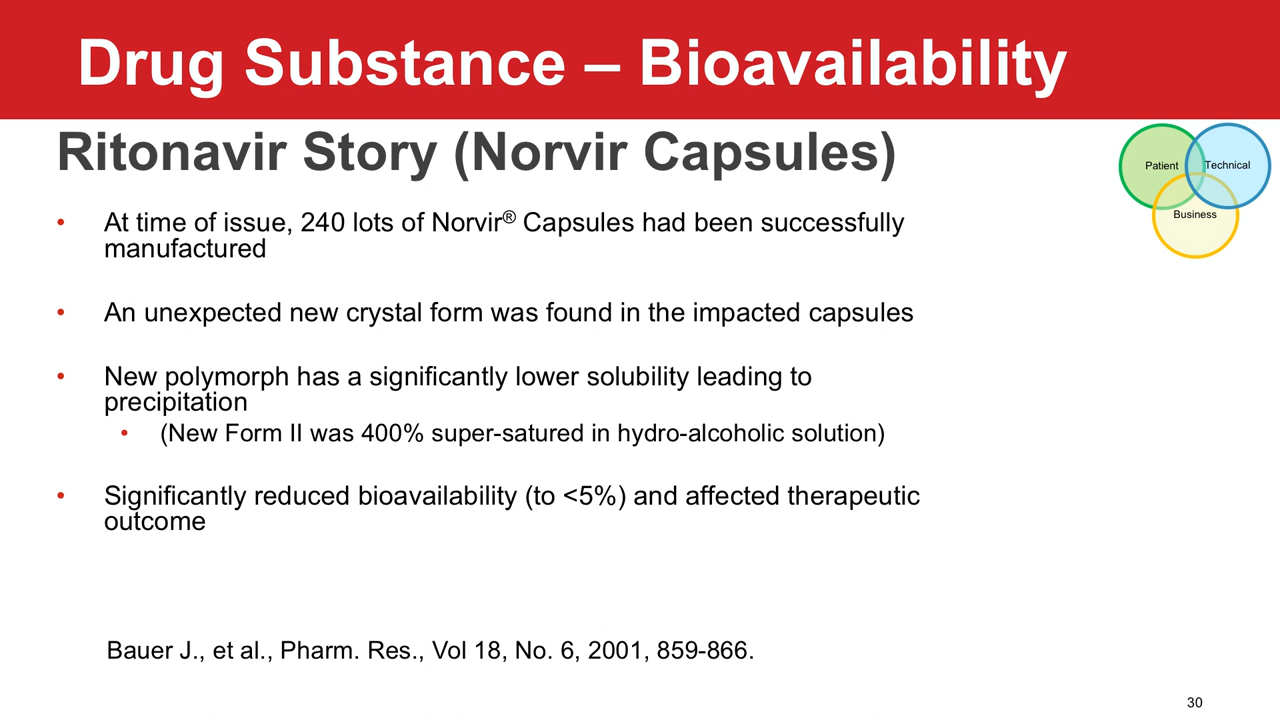 Drug Substance – Bioavailability
Ritonavir Story (Norvir Capsules)
Patient
Technical
Business
• At time of issue, 240 lots of Norvir® Capsules had been successfully
manufactured
• An unexpected new crystal form was found in the impacted capsules
• New polymorph has a significantly lower solubility leading to
precipitation
• (New Form II was 400% super-satured in hydro-alcoholic solution)
• Significantly reduced bioavailability (to <5%) and affected therapeutic
outcome
Bauer J., et al., Pharm. Res., Vol 18, No. 6, 2001, 859-866.
30